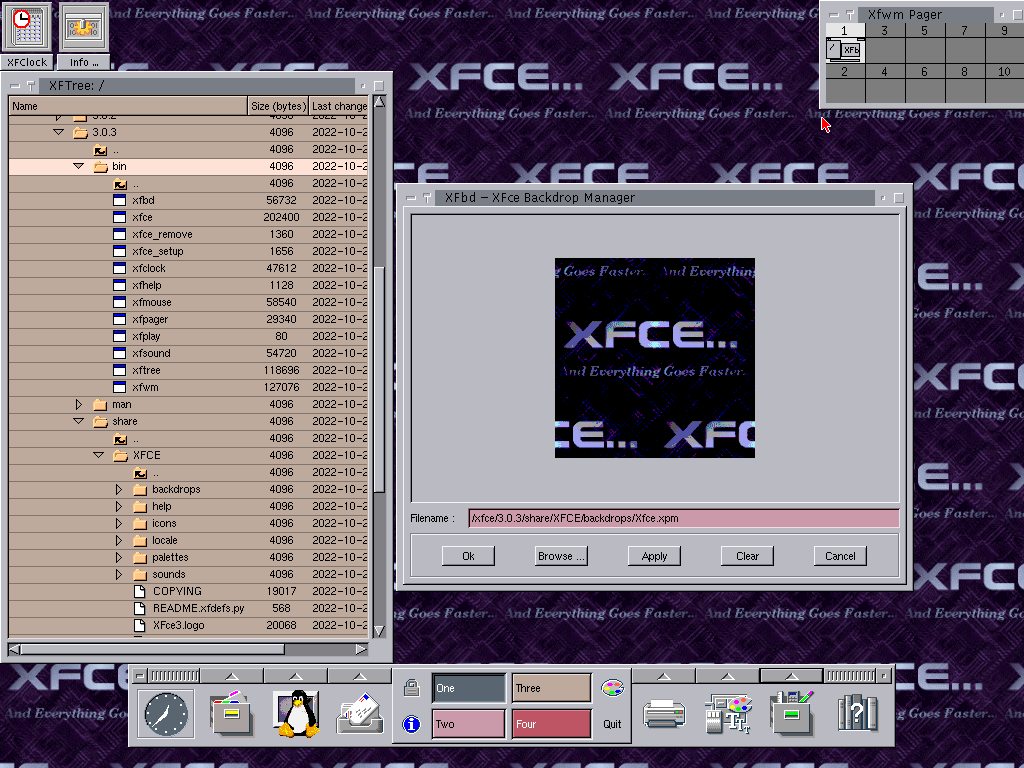 XFClock
Info ...
Xfwm Pager
1 3 5 7 9
XFb
2 4 6 8 10
XFTree: /
Name Size (bytes) Last change
3.0.2 4096 2022-10-2
3.0.3 4096 2022-10-2
.. 4096 2022-10-2
bin 4096 2022-10-2
.. 4096 2022-10-2
xfbd 56732 2022-10-2
xfce 202400 2022-10-2
xfce_remove 1360 2022-10-2
xfce_setup 1656 2022-10-2
xfclock 47612 2022-10-2
xfhelp 1128 2022-10-2
xfmouse 58540 2022-10-2
xfpager 29340 2022-10-2
xfplay 80 2022-10-2
xfsound 54720 2022-10-2
xftree 118696 2022-10-2
xfwm 127076 2022-10-2
man 4096 2022-10-2
share 4096 2022-10-2
.. 4096 2022-10-2
XFCE 4096 2022-10-2
.. 4096 2022-10-2
backdrops 4096 2022-10-2
help 4096 2022-10-2
icons 4096 2022-10-2
locale 4096 2022-10-2
palettes 4096 2022-10-2
sounds 4096 2022-10-2
COPYING 19017 2022-10-2
README.xfdefs.py 568 2022-10-2
XFce3.logo 20068 2022-10-2
XFCE... XFCE...
And Everything Goes Faster...
XFbd – XFce Backdrop Manager
Goes Faster... And Everything
XFCE...
And Everything Goes Faster...
CE... XFC
Filename : /xfce/3.0.3/share/XFCE/backdrops/Xfce.xpm
Ok Browse ... Apply Clear Cancel
One Three
Two Four Quit